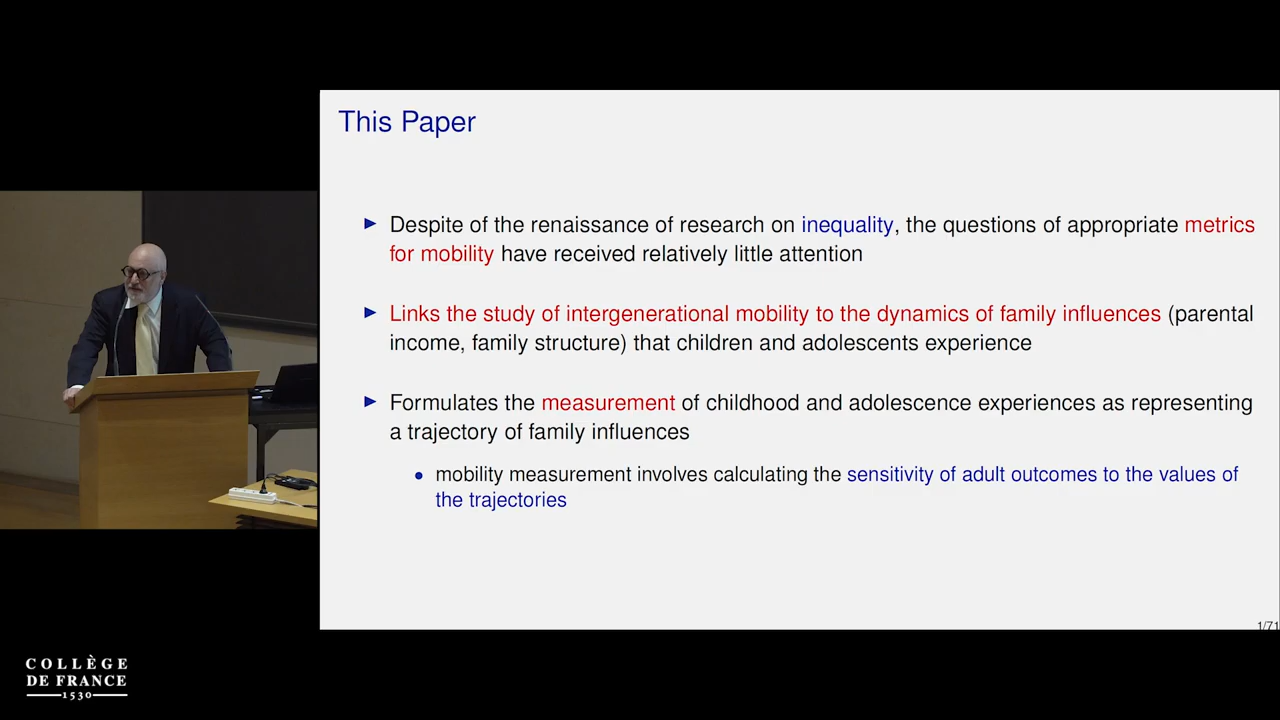 This Paper
Despite of the renaissance of research on inequality, the questions of appropriate metrics
for mobility have received relatively little attention
Links the study of intergenerational mobility to the dynamics of family influences (parental
income, family structure) that children and adolescents experience
Formulates the measurement of childhood and adolescence experiences as representing
a trajectory of family influences
mobility measurement involves calculating the sensitivity of adult outcomes to the values of
the trajectories
1/71
COLLÈGE
DE FRANCE
1530